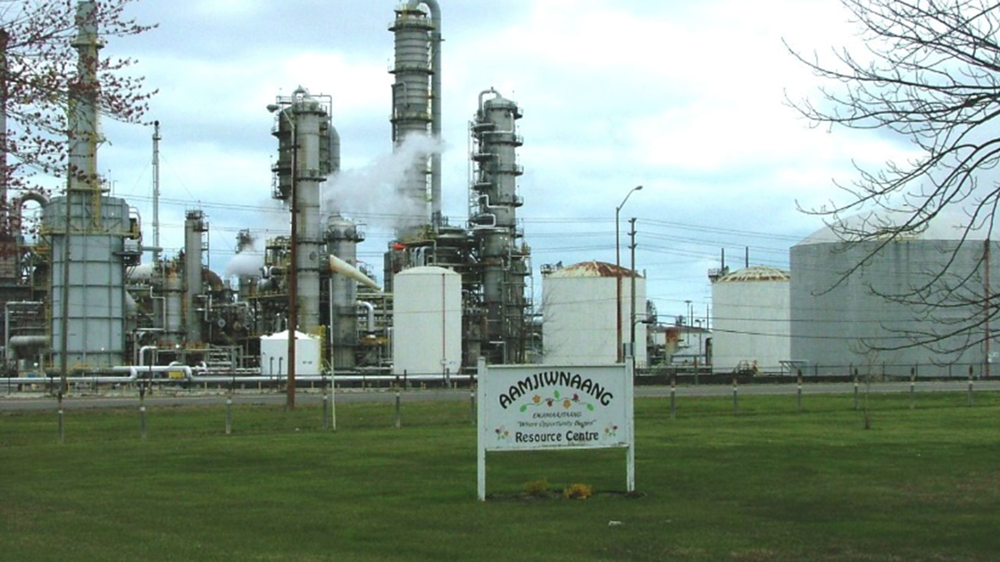 AAMJIWNAANG
"Where Opportunity Begins"
Resource Centre